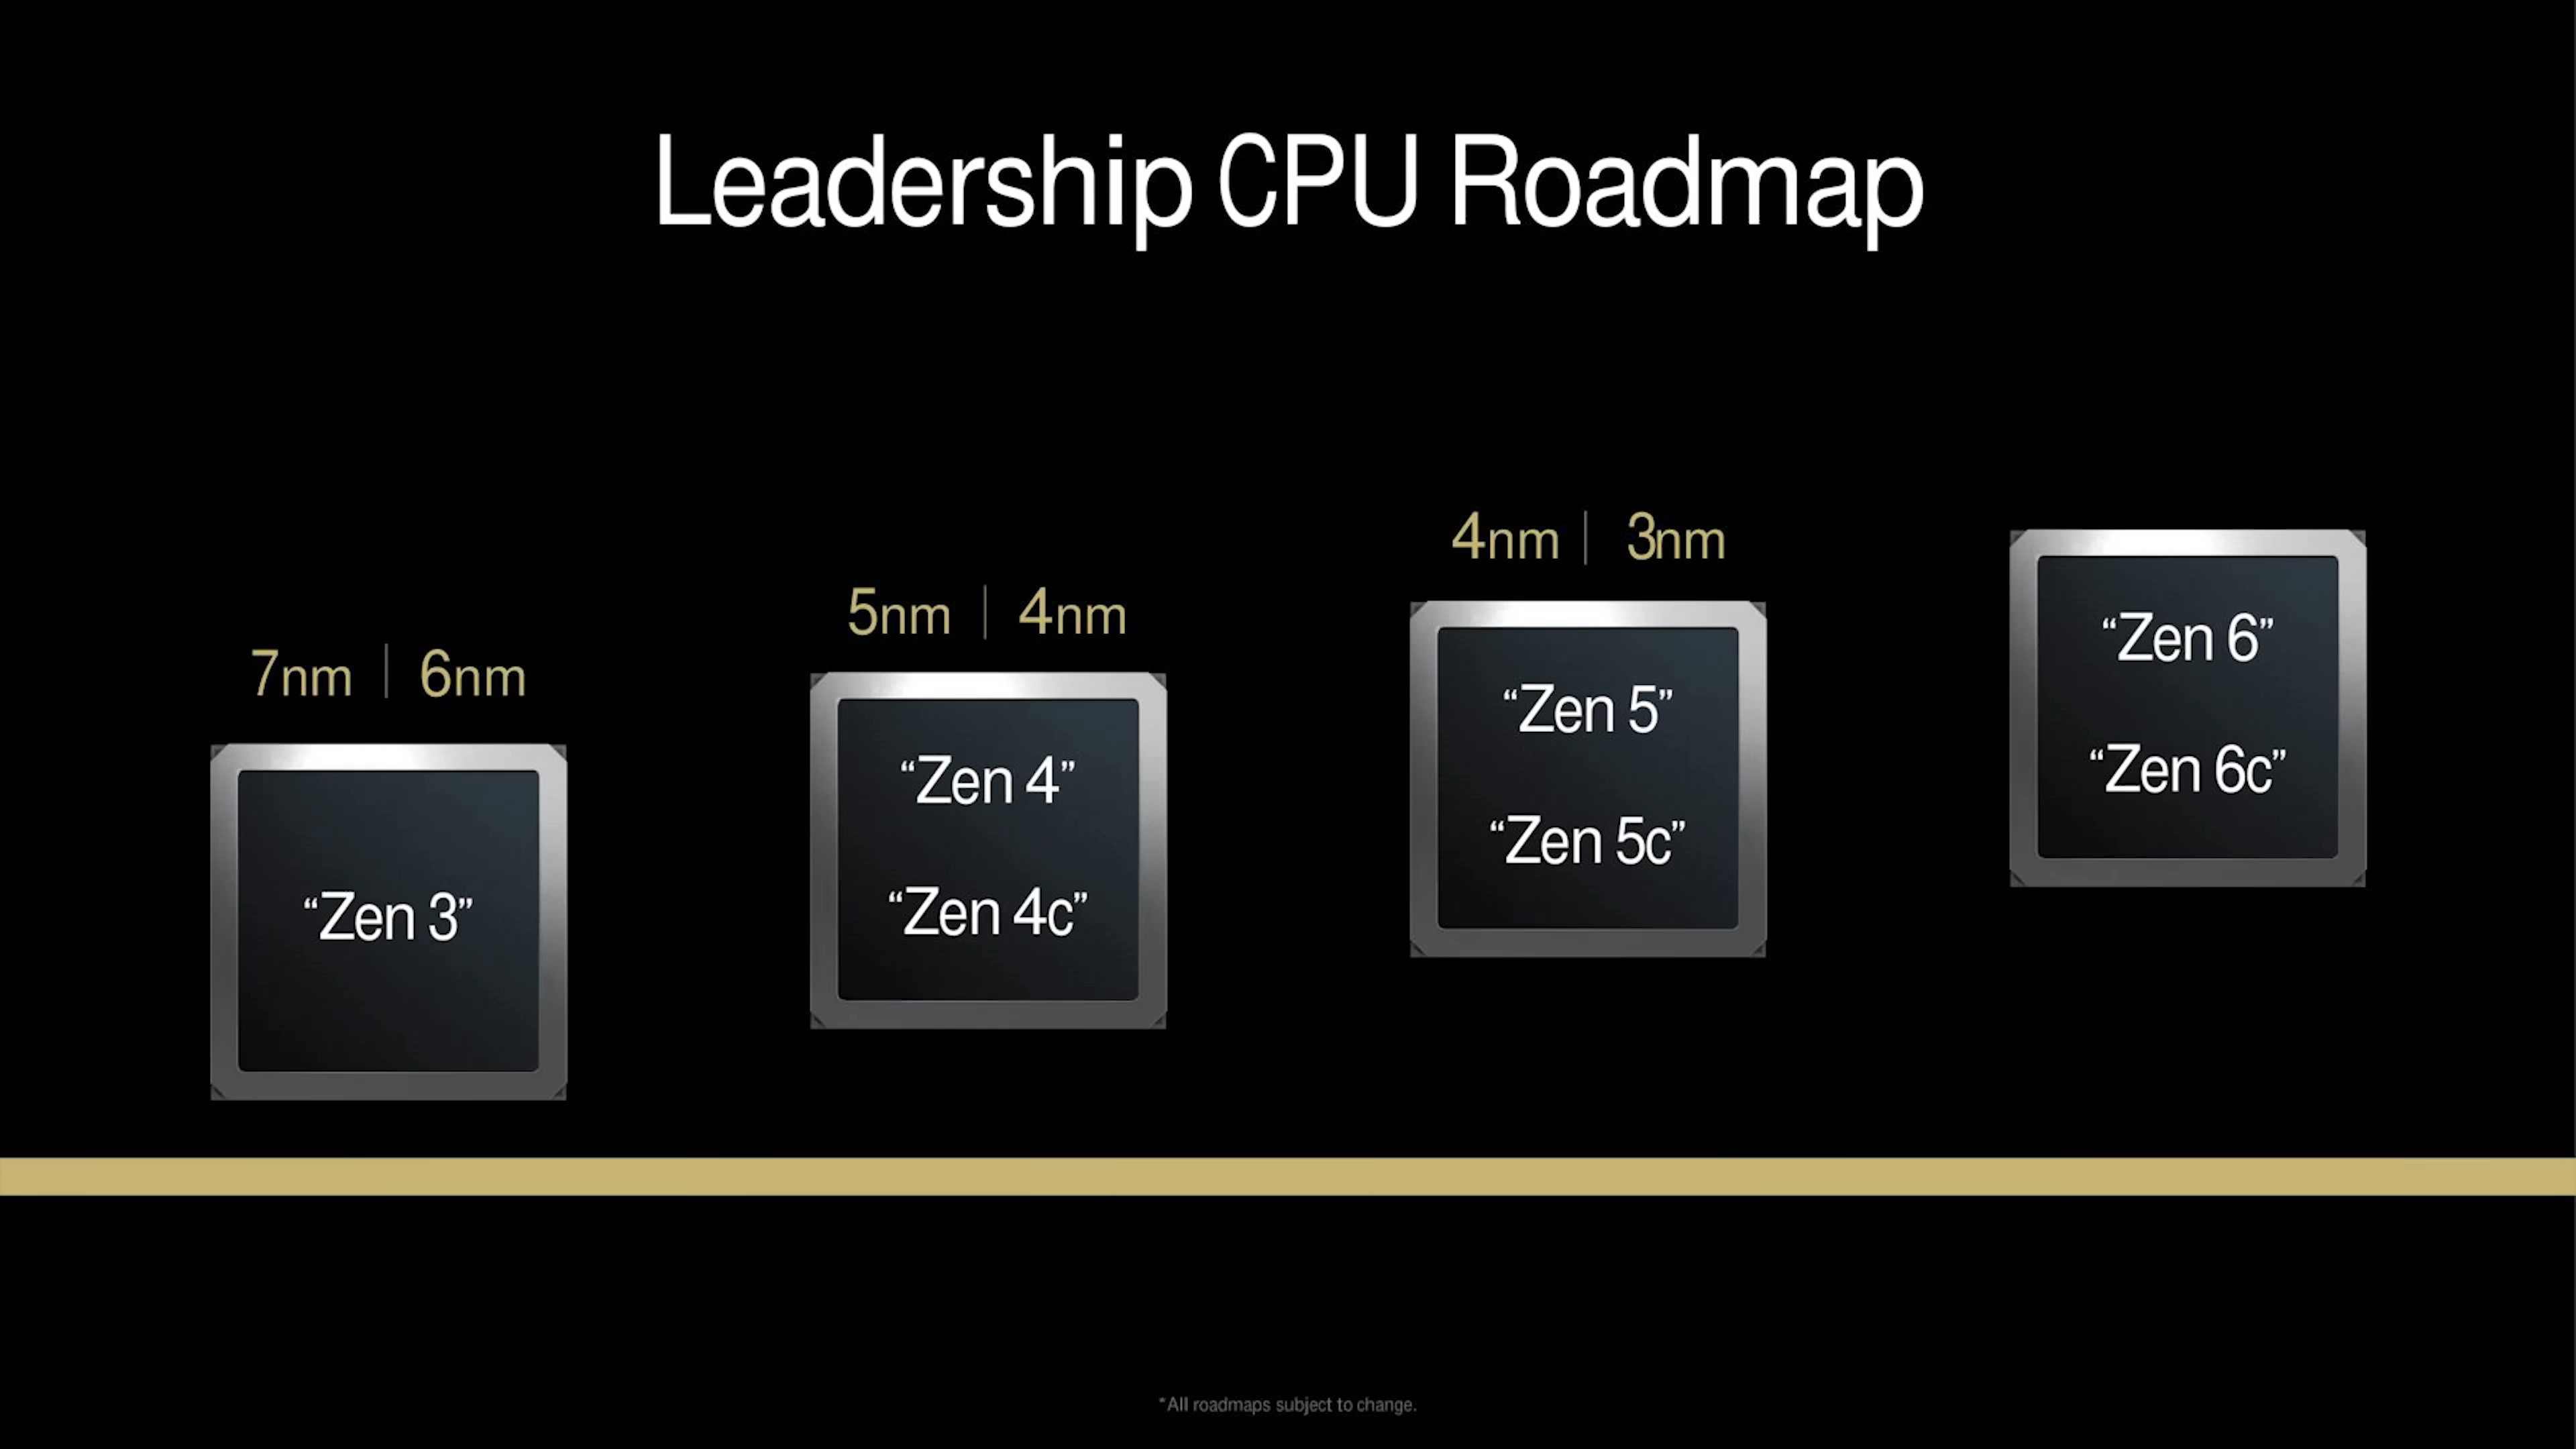 Leadership CPU Roadmap
7nm | 6nm
“Zen 3”
5nm | 4nm
“Zen 4”
“Zen 4c”
4nm | 3nm
“Zen 5”
“Zen 5c”
“Zen 6”
“Zen 6c”
*All roadmaps subject to change.